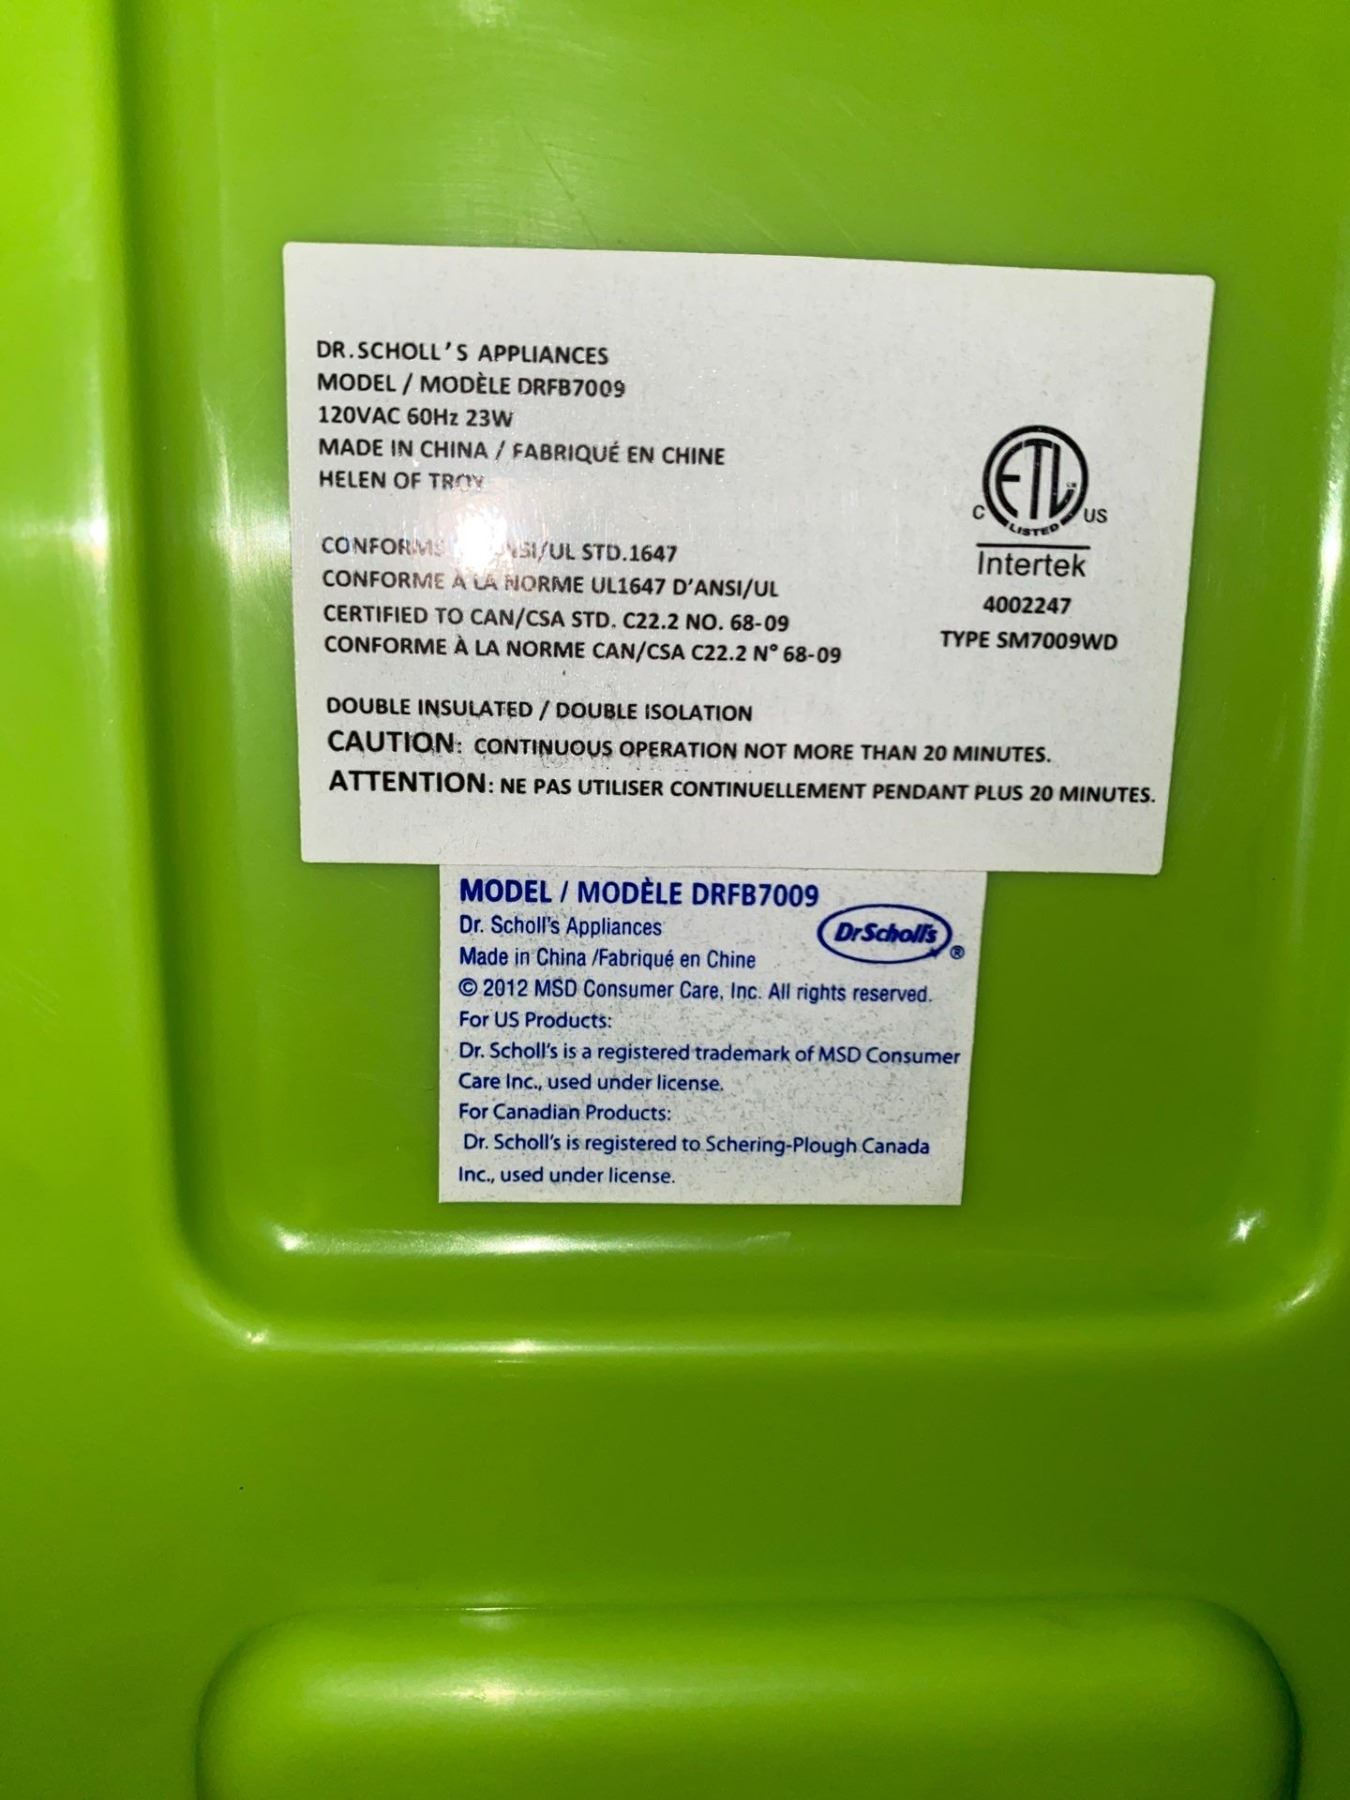 DR.SCHOLL'S APPLIANCES
MODEL / MODÈLE DRFB7009
120VAC 60Hz 23W
MADE IN CHINA / FABRIQUÉ EN CHINE
HELEN OF TROY
CONFORMS ANSI/UL STD.1647
CONFORME À LA NORME UL1647 D'ANSI/UL
CERTIFIED TO CAN/CSA STD. C22.2 NO. 68-09
CONFORME À LA NORME CAN/CSA C22.2 N° 68-09
DOUBLE INSULATED / DOUBLE ISOLATION
CAUTION: CONTINUOUS OPERATION NOT MORE THAN 20 MINUTES.
ATTENTION: NE PAS UTILISER CONTINUELLEMENT PENDANT PLUS 20 MINUTES.
ETL
C US
LISTED
Intertek
4002247
TYPE SM7009WD
MODEL / MODÈLE DRFB7009
Dr. Scholl's Appliances
Made in China /Fabriqué en Chine
© 2012 MSD Consumer Care, Inc. All rights reserved.
For US Products:
Dr. Scholl's is a registered trademark of MSD Consumer
Care Inc., used under license.
For Canadian Products:
Dr. Scholl's is registered to Schering-Plough Canada
Inc., used under license.
Dr Scholl's ®